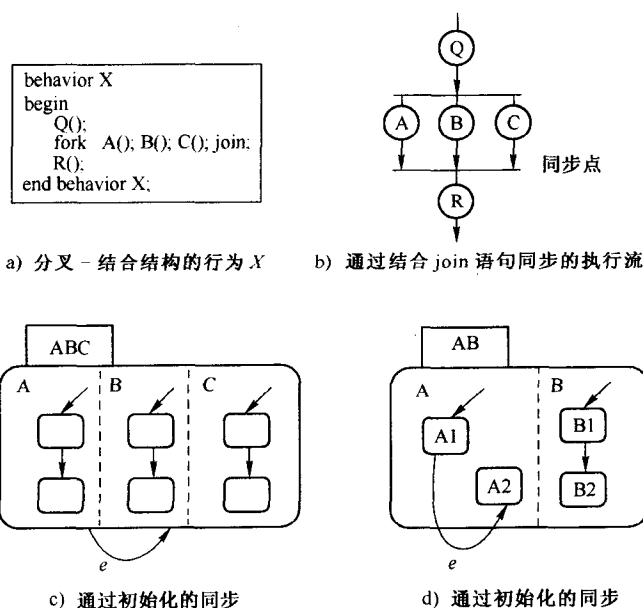 behavior X
begin
Q();
fork A(); B(); C(); join;
R();
end behavior X;
a) 分叉－结合结构的行为 X
Q
A
B
C
同步点
R
b) 通过结合 join 语句同步的执行流
ABC
A
B
C
e
c) 通过初始化的同步
AB
A
B
A1
B1
A2
B2
e
d) 通过初始化的同步